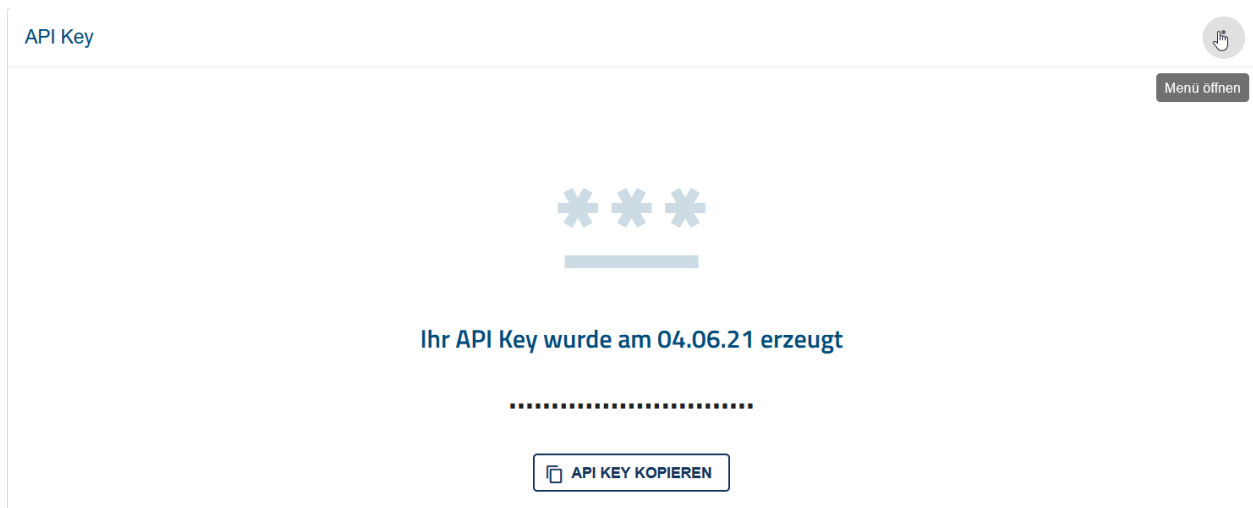 API Key
Menü öffnen
***
Ihr API Key wurde am 04.06.21 erzeugt
API KEY KOPIEREN